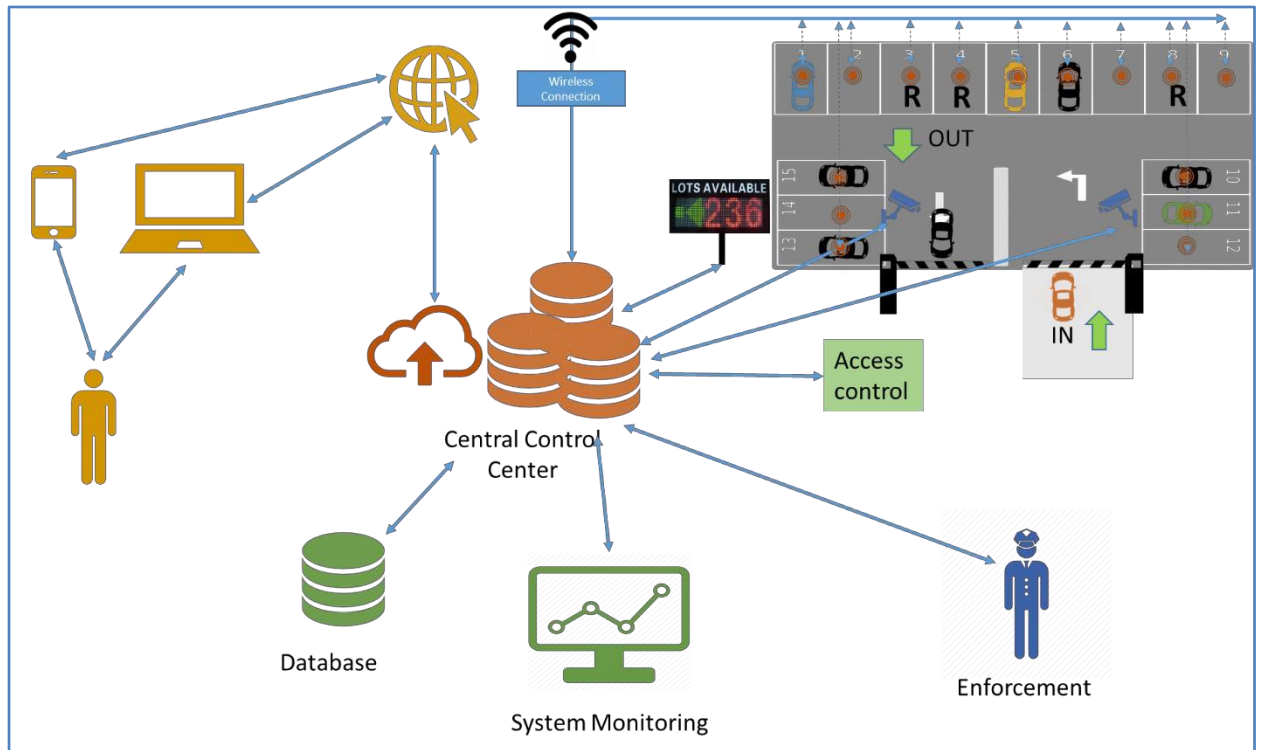 Wireless
Connection
1 2 3 4 5 6 7 8 9
R R R
OUT
LOTS AVAILABLE
236
15
14
13
10
11
12
IN
Access
control
Central Control
Center
Database
System Monitoring
Enforcement